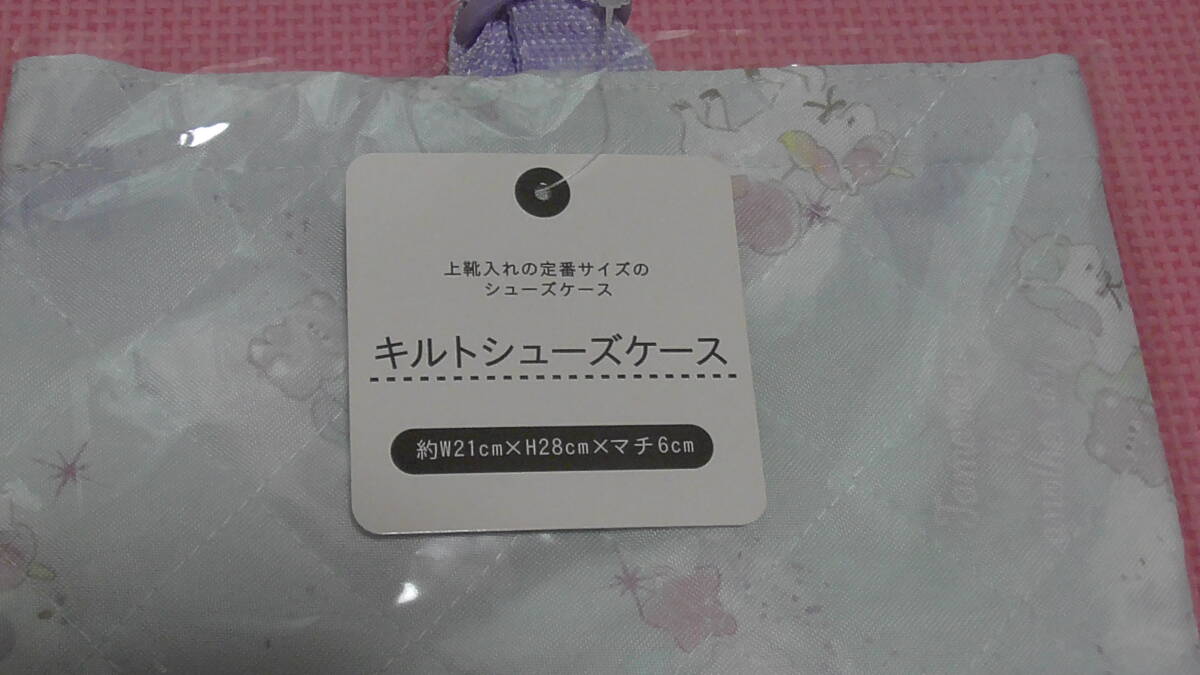 上靴入れの定番サイズの
シューズケース
キルトシューズケース
約W21cm×H28cm×マチ6cm